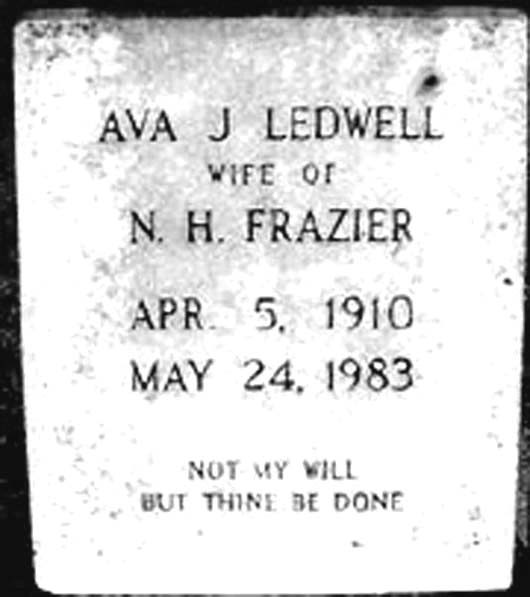 AVA J LEDWELL
WIFE OF
N. H. FRAZIER
APR. 5, 1910
MAY 24, 1983
NOT MY WILL
BUT THINE BE DONE